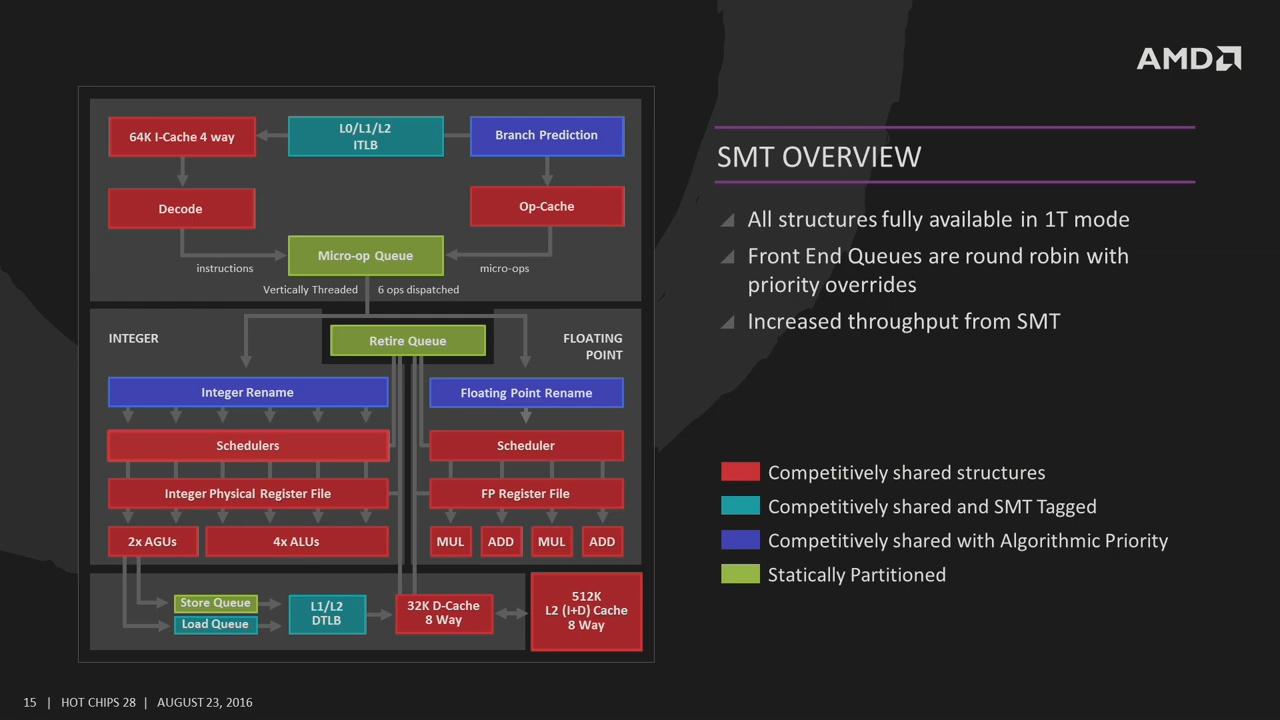 AMD
64K I-Cache 4 way
L0/L1/L2
ITLB
Branch Prediction
Decode
Op-Cache
Micro-op Queue
instructions
micro-ops
Vertically Threaded
6 ops dispatched
INTEGER
Retire Queue
FLOATING
POINT
Integer Rename
Floating Point Rename
Schedulers
Scheduler
Integer Physical Register File
FP Register File
2x AGUs
4x ALUs
MUL
ADD
MUL
ADD
Store Queue
Load Queue
L1/L2
DTLB
32K D-Cache
8 Way
512K
L2 (I+D) Cache
8 Way
SMT OVERVIEW
All structures fully available in 1T mode
Front End Queues are round robin with
priority overrides
Increased throughput from SMT
Competitively shared structures
Competitively shared and SMT Tagged
Competitively shared with Algorithmic Priority
Statically Partitioned
15 | HOT CHIPS 28 | AUGUST 23, 2016